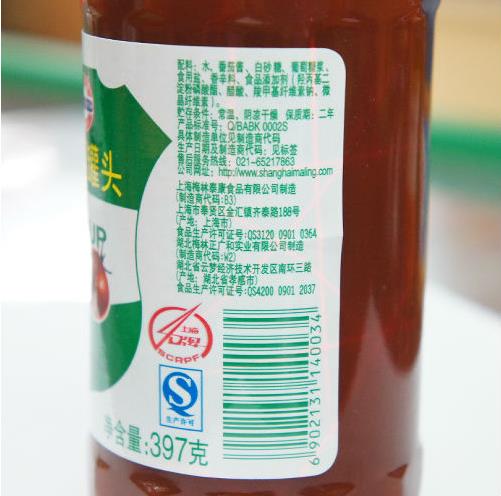 配料：水、番茄酱、白砂糖、葡萄糖浆、
食用盐、香辛料、食品添加剂（羟丙基二
淀粉磷酸酯、醋酸、羧甲基纤维素钠、微
晶纤维素）。
贮存条件：常温、阴凉干燥 保质期：二年
产品标准号：Q/BABK 0002S
具体制造单位见制造商代码
生产日期及制造商代码：见标签
售后服务热线：021-65217863
公司网址：http://www.shanghaimaling.com
上海梅林泰康食品有限公司制造
（制造商代码：B3）
上海市奉贤区金汇镇齐泰路188号
（产地：上海市）
食品生产许可证号：QS3120 0901 0364
湖北梅林正广和实业有限公司制造
（制造商代码：W2）
湖北省云梦经济技术开发区南环三路
（产地：湖北省孝感市）
食品生产许可证号：QS4200 0901 2037
罐头
UP
上海
SCRPF
QS
生产许可
净含量：397克
6902131140034